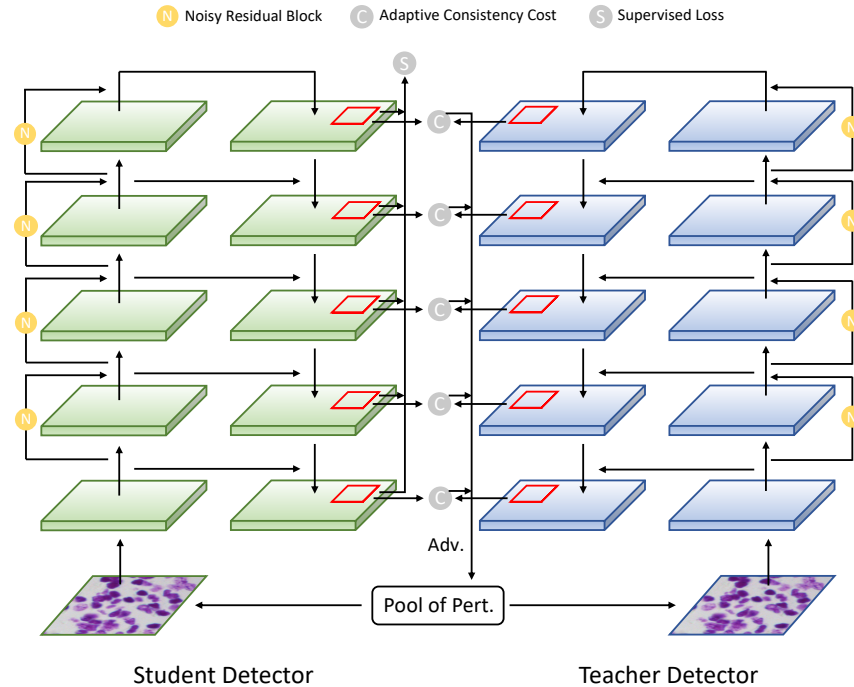 N Noisy Residual Block C Adaptive Consistency Cost S Supervised Loss
S
N C N
N C N
N C N
N C N
C
Adv.
Pool of Pert.
Student Detector Teacher Detector